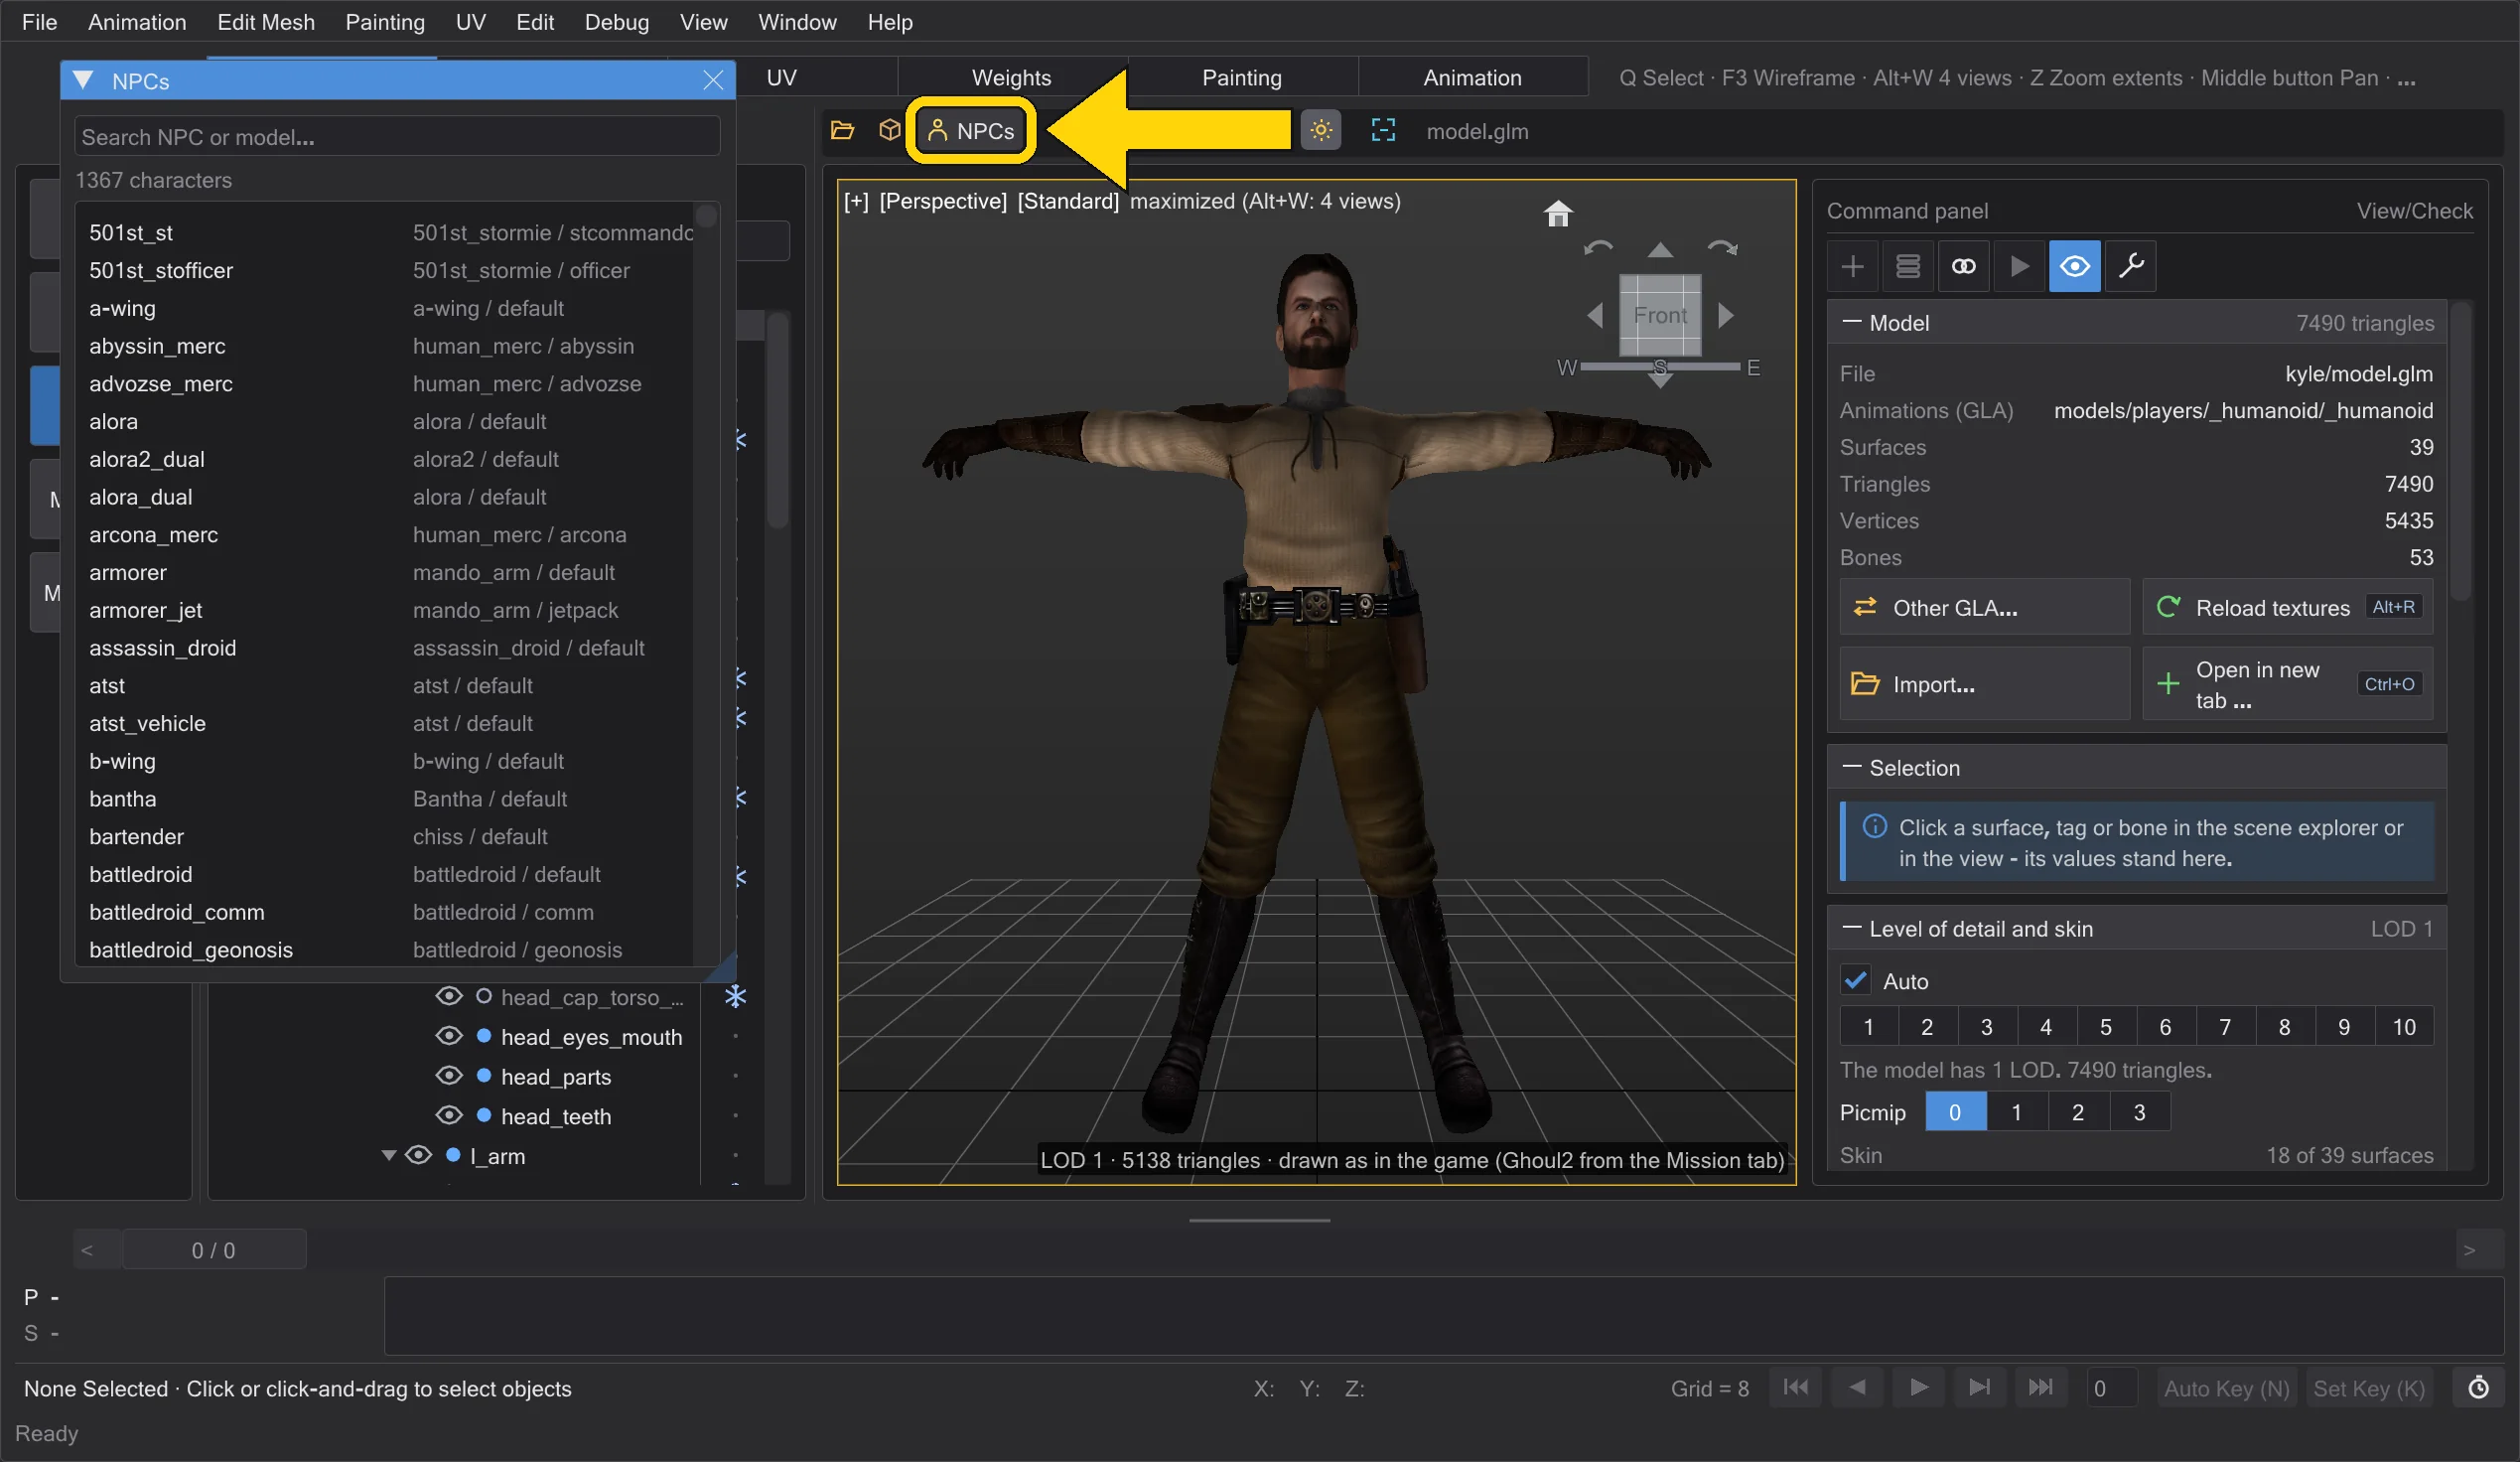 File Animation Edit Mesh Painting UV Edit Debug View Window Help
NPCs
UV Weights Painting Animation
Q Select · F3 Wireframe · Alt+W 4 views · Z Zoom extents · Middle button Pan · ...
Search NPC or model...
NPCs
model.glm
1367 characters
501st_st 501st_stormie / stcommando
501st_stofficer 501st_stormie / officer
a-wing a-wing / default
abyssin_merc human_merc / abyssin
advozse_merc human_merc / advozse
alora alora / default
alora2_dual alora2 / default
alora_dual alora / default
arcona_merc human_merc / arcona
armorer mando_arm / default
armorer_jet mando_arm / jetpack
assassin_droid assassin_droid / default
atst atst / default
atst_vehicle atst / default
b-wing b-wing / default
bantha Bantha / default
bartender chiss / default
battledroid battledroid / default
battledroid_comm battledroid / comm
battledroid_geonosis battledroid / geonosis
head_cap_torso_...
head_eyes_mouth
head_parts
head_teeth
l_arm
[+] [Perspective] [Standard] maximized (Alt+W: 4 views)
Front
W S E
LOD 1 · 5138 triangles · drawn as in the game (Ghoul2 from the Mission tab)
Command panel View/Check
Model 7490 triangles
File kyle/model.glm
Animations (GLA) models/players/_humanoid/_humanoid
Surfaces 39
Triangles 7490
Vertices 5435
Bones 53
Other GLA... Reload textures Alt+R
Import... Open in new tab ... Ctrl+O
Selection
Click a surface, tag or bone in the scene explorer or
in the view - its values stand here.
Level of detail and skin LOD 1
Auto
1 2 3 4 5 6 7 8 9 10
The model has 1 LOD. 7490 triangles.
Picmip 0 1 2 3
Skin 18 of 39 surfaces
< 0 / 0 >
P -
S -
None Selected · Click or click-and-drag to select objects
X: Y: Z:
Grid = 8
0
Auto Key (N) Set Key (K)
Ready